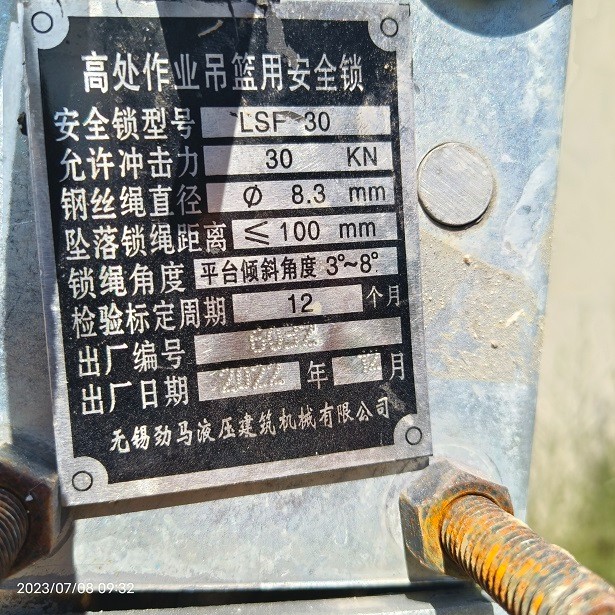 高处作业吊篮用安全锁
安全锁型号 LSF 30
允许冲击力 30 KN
钢丝绳直径 Φ 8.3 mm
坠落锁绳距离 ≤100 mm
锁绳角度 平台倾斜角度 3°~8°
检验标定周期 12 个月
出厂编号
出厂日期 2022 年 月
无锡劲马液压建筑机械有限公司
2023/07/08 09:32